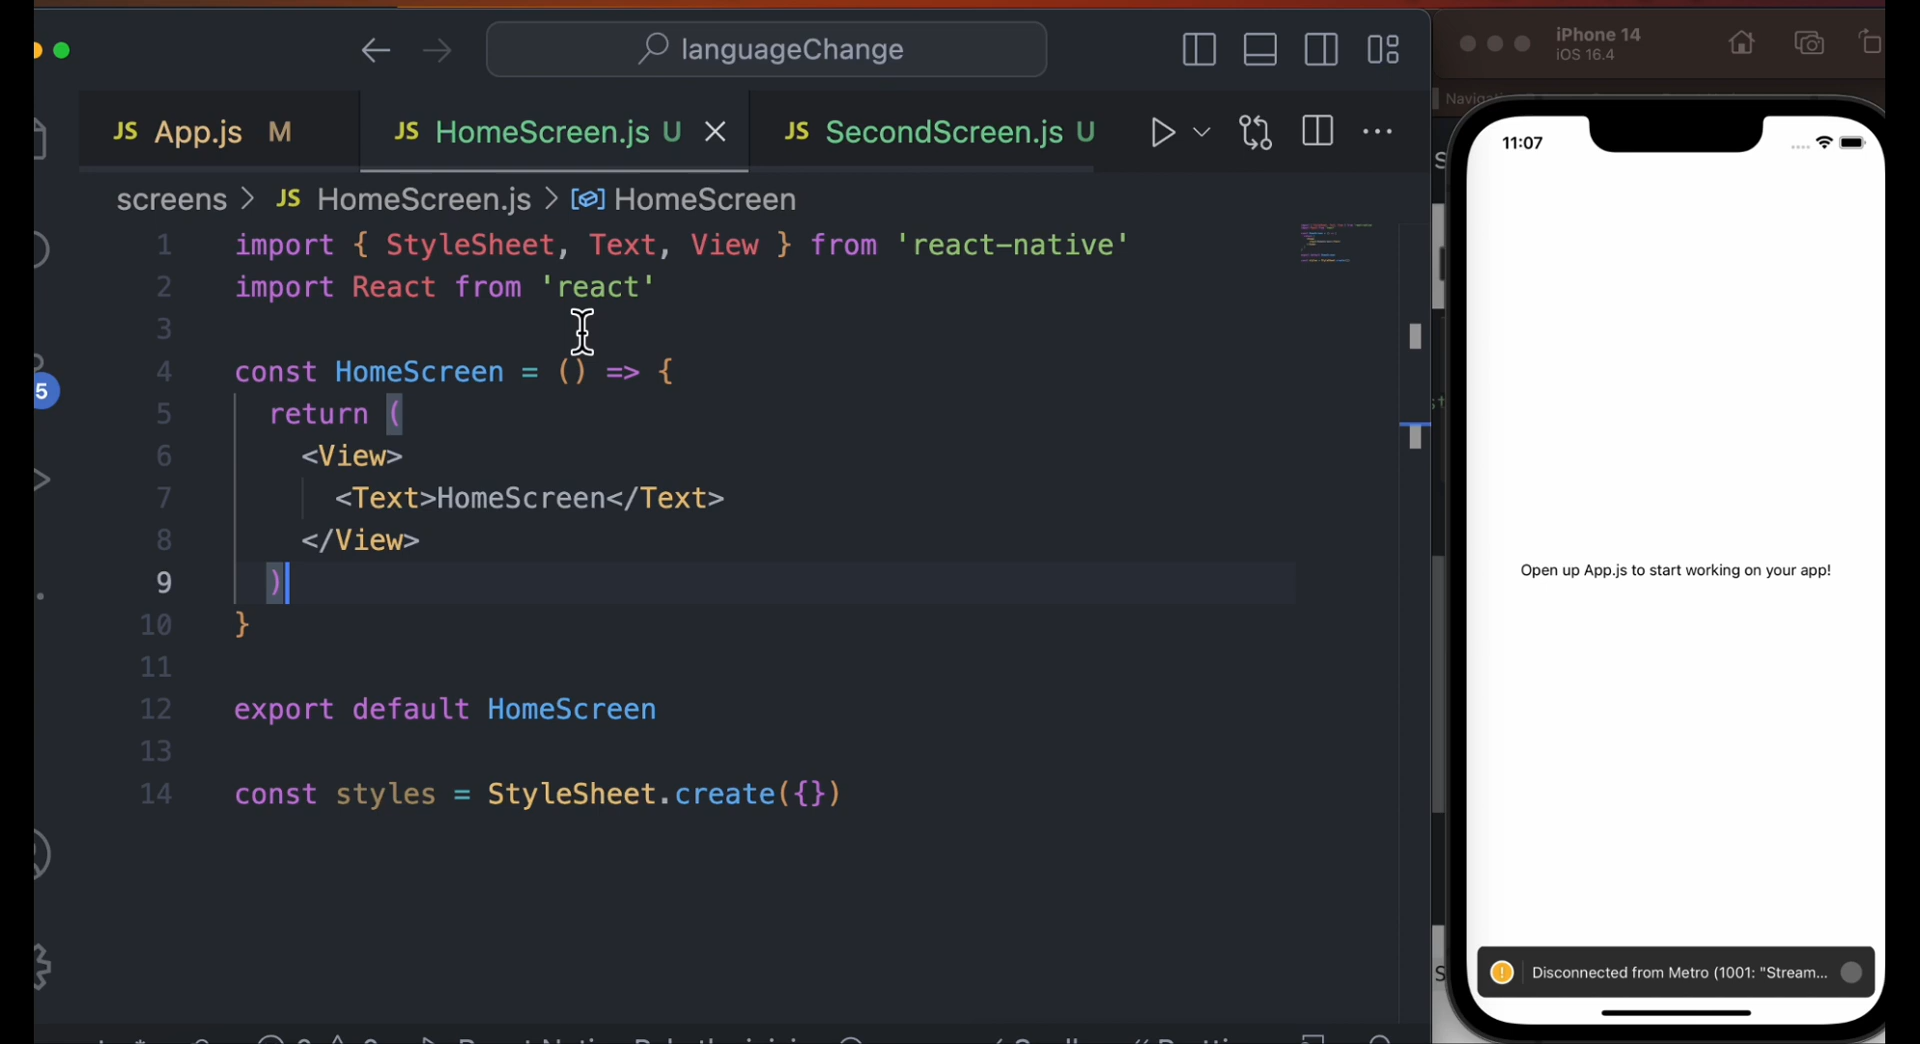 languageChange
JS App.js M
JS HomeScreen.js U
JS SecondScreen.js U
screens > JS HomeScreen.js > HomeScreen
1 import { StyleSheet, Text, View } from 'react-native'
2 import React from 'react'
3
4 const HomeScreen = () => {
5 return (
6 <View>
7 <Text>HomeScreen</Text>
8 </View>
9 )
10 }
11
12 export default HomeScreen
13
14 const styles = StyleSheet.create({})
5
iPhone 14
iOS 16.4
11:07
Open up App.js to start working on your app!
Disconnected from Metro (1001: "Stream...